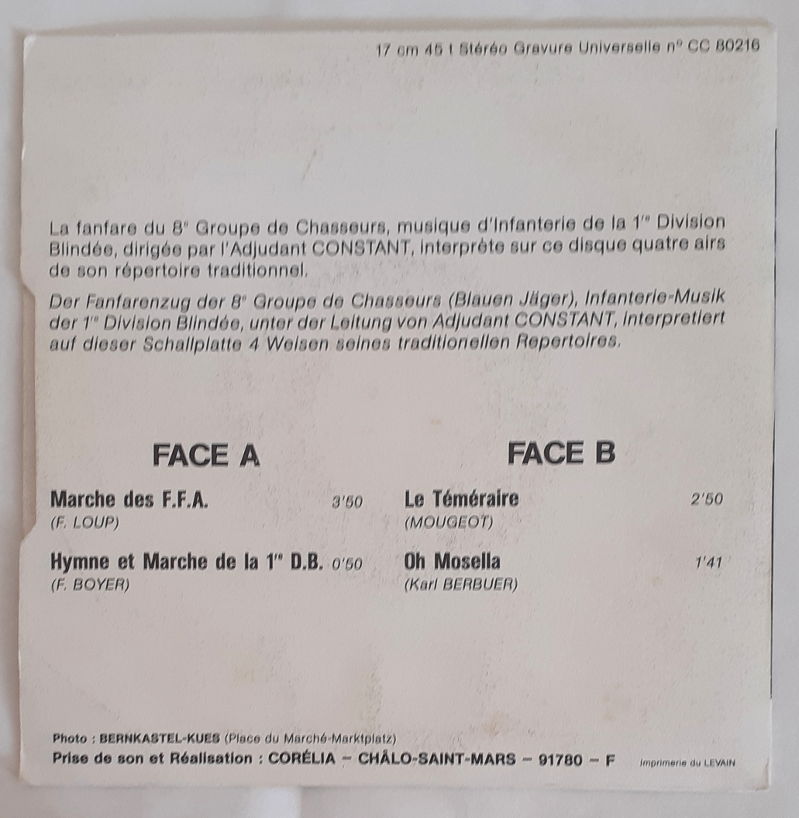 17 cm 45 t Stéréo Gravure Universelle n° CC 80216
La fanfare du 8e Groupe de Chasseurs, musique d'Infanterie de la 1re Division
Blindée, dirigée par l'Adjudant CONSTANT, interprète sur ce disque quatre airs
de son répertoire traditionnel.
Der Fanfarenzug der 8e Groupe de Chasseurs (Blauen Jäger), Infanterie-Musik
der 1re Division Blindée, unter der Leitung von Adjudant CONSTANT, interpretiert
auf dieser Schallplatte 4 Weisen seines traditionellen Repertoires.
FACE A
Marche des F.F.A. 3'50
(F. LOUP)
Hymne et Marche de la 1re D.B. 0'50
(F. BOYER)
FACE B
Le Téméraire 2'50
(MOUGEOT)
Oh Mosella 1'41
(Karl BERBUER)
Photo : BERNKASTEL-KUES (Place du Marché-Marktplatz)
Prise de son et Réalisation : CORÉLIA – CHÂLO-SAINT-MARS – 91780 – F
Imprimerie du LEVAIN